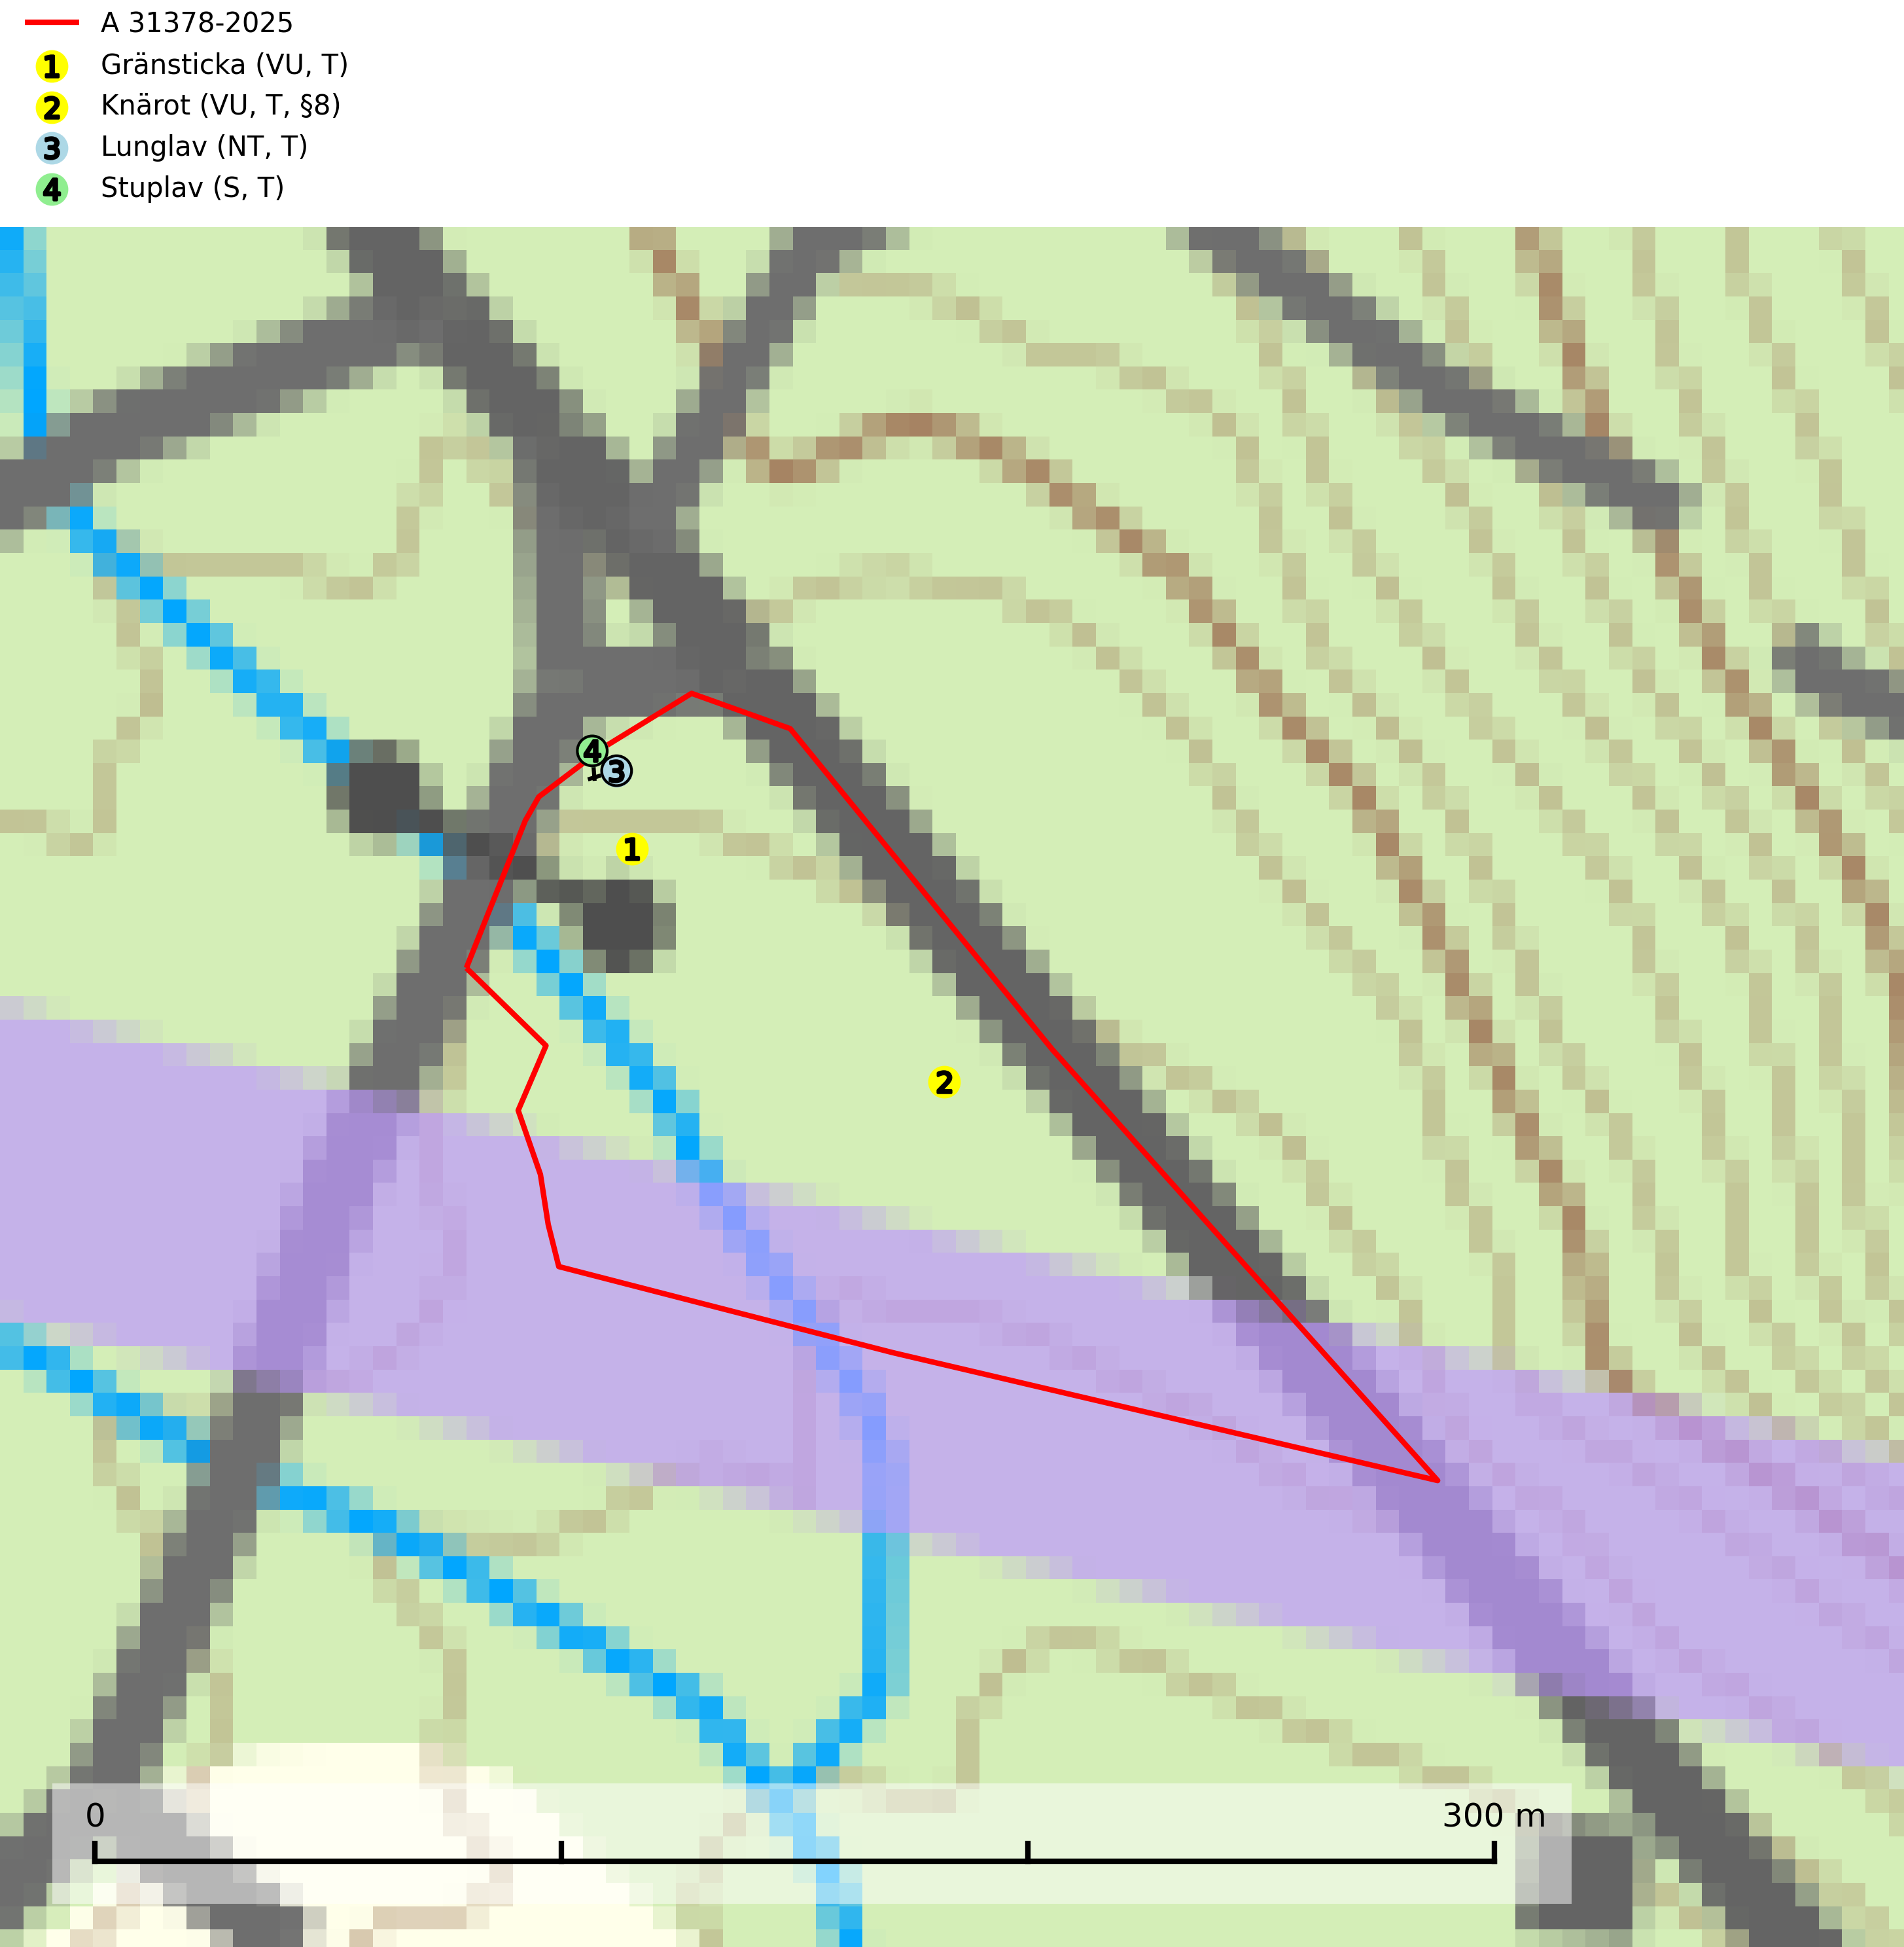 A 31378-2025
1 Gränsticka (VU, T)
2 Knärot (VU, T, §8)
3 Lunglav (NT, T)
4 Stuplav (S, T)
4
3
1
2
0 300 m